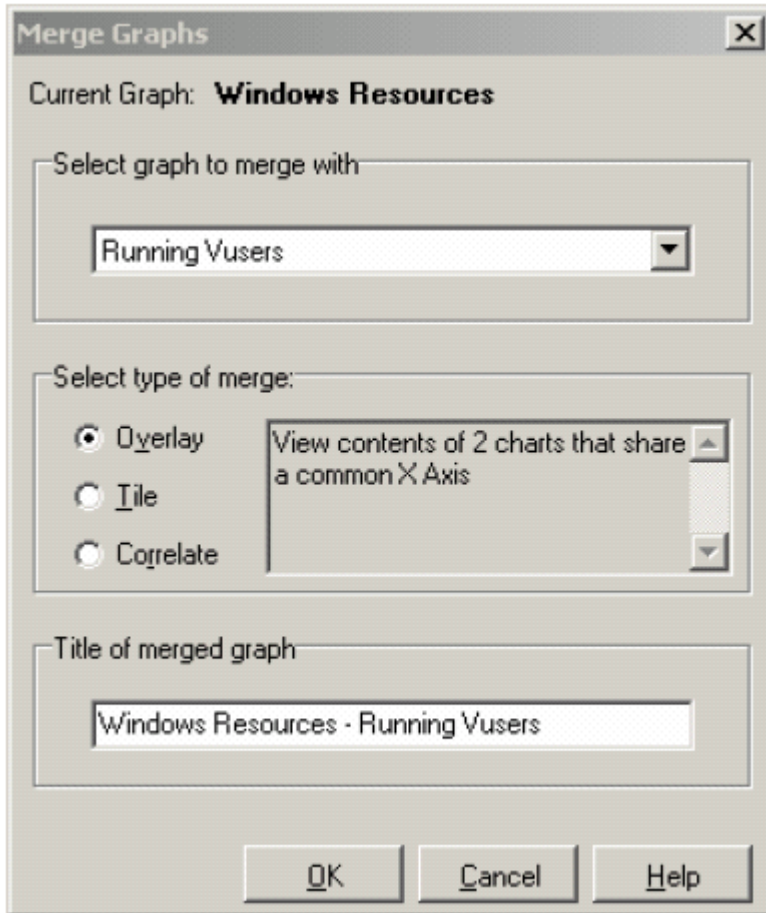 Merge Graphs
Current Graph: Windows Resources
Select graph to merge with
Running Vusers
Select type of merge:
Overlay
Tile
Correlate
View contents of 2 charts that share
a common X Axis
Title of merged graph
Windows Resources - Running Vusers
OK Cancel Help